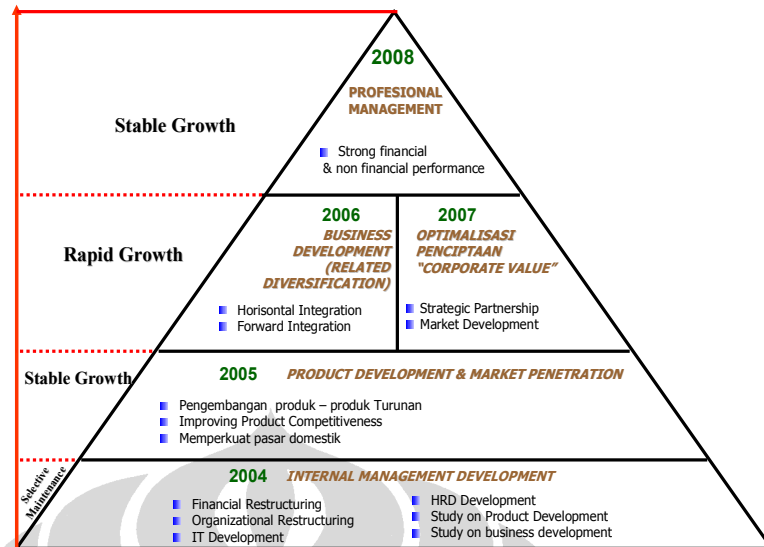 2008
PROFESIONAL
MANAGEMENT
Stable Growth
Strong financial
& non financial performance
Rapid Growth
2006
BUSINESS
DEVELOPMENT
(RELATED
DIVERSIFICATION)
Horisontal Integration
Forward Integration
2007
OPTIMALISASI
PENCIPTAAN
“CORPORATE VALUE”
Strategic Partnership
Market Development
Stable Growth
2005 PRODUCT DEVELOPMENT & MARKET PENETRATION
Pengembangan produk – produk Turunan
Improving Product Competitiveness
Memperkuat pasar domestik
Selective
Maintenance
2004 INTERNAL MANAGEMENT DEVELOPMENT
Financial Restructuring
Organizational Restructuring
IT Development
HRD Development
Study on Product Development
Study on business development